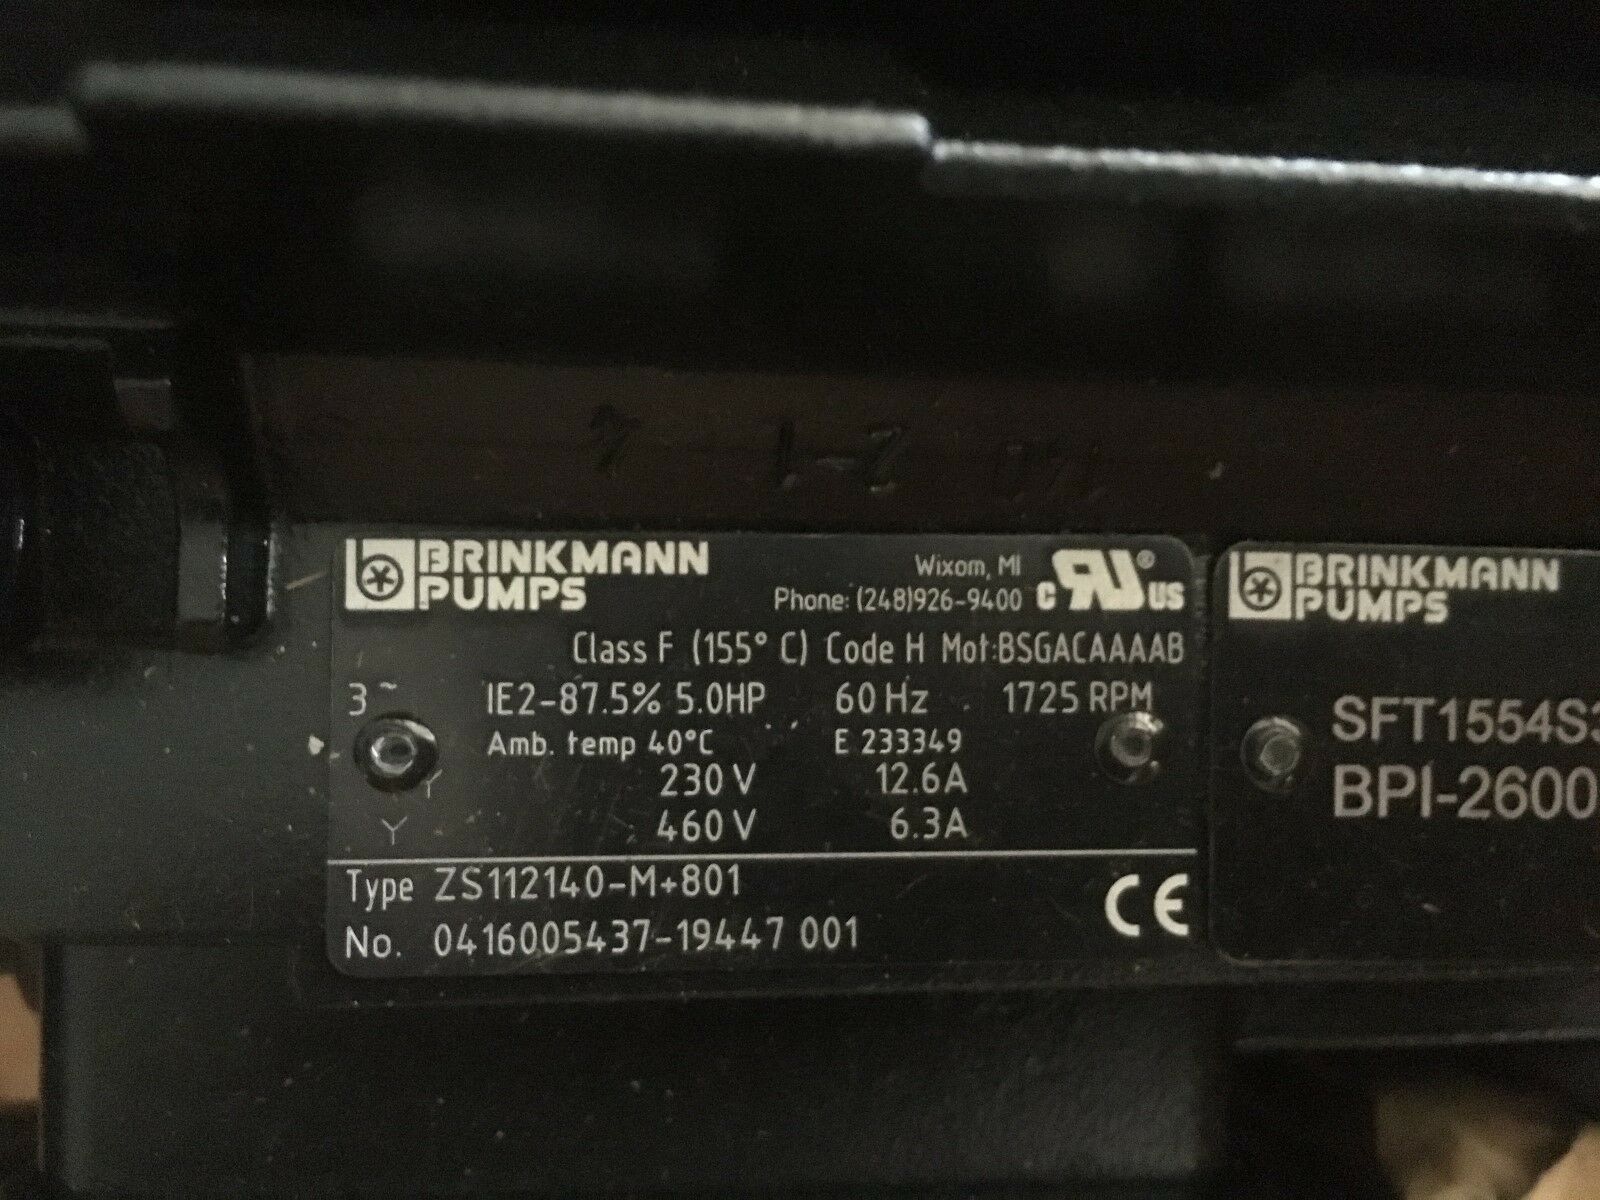 BRINKMANN
PUMPS
Wixom, MI
Phone: (248)926-9400
C UL® US
Class F (155° C) Code H Mot:BSGACAAAAB
3~ IE2-87.5% 5.0HP 60 Hz 1725 RPM
Amb. temp 40°C E 233349
YY 230 V 12.6A
Y 460 V 6.3A
Type ZS112140-M+801
No. 0416005437-19447 001
CE
BRINKMANN
PUMPS
SFT1554S3
BPI-2600